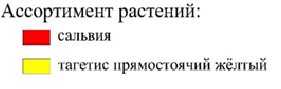 Ассортимент растений:
сальвия
тагетис прямостоячий жёлтый